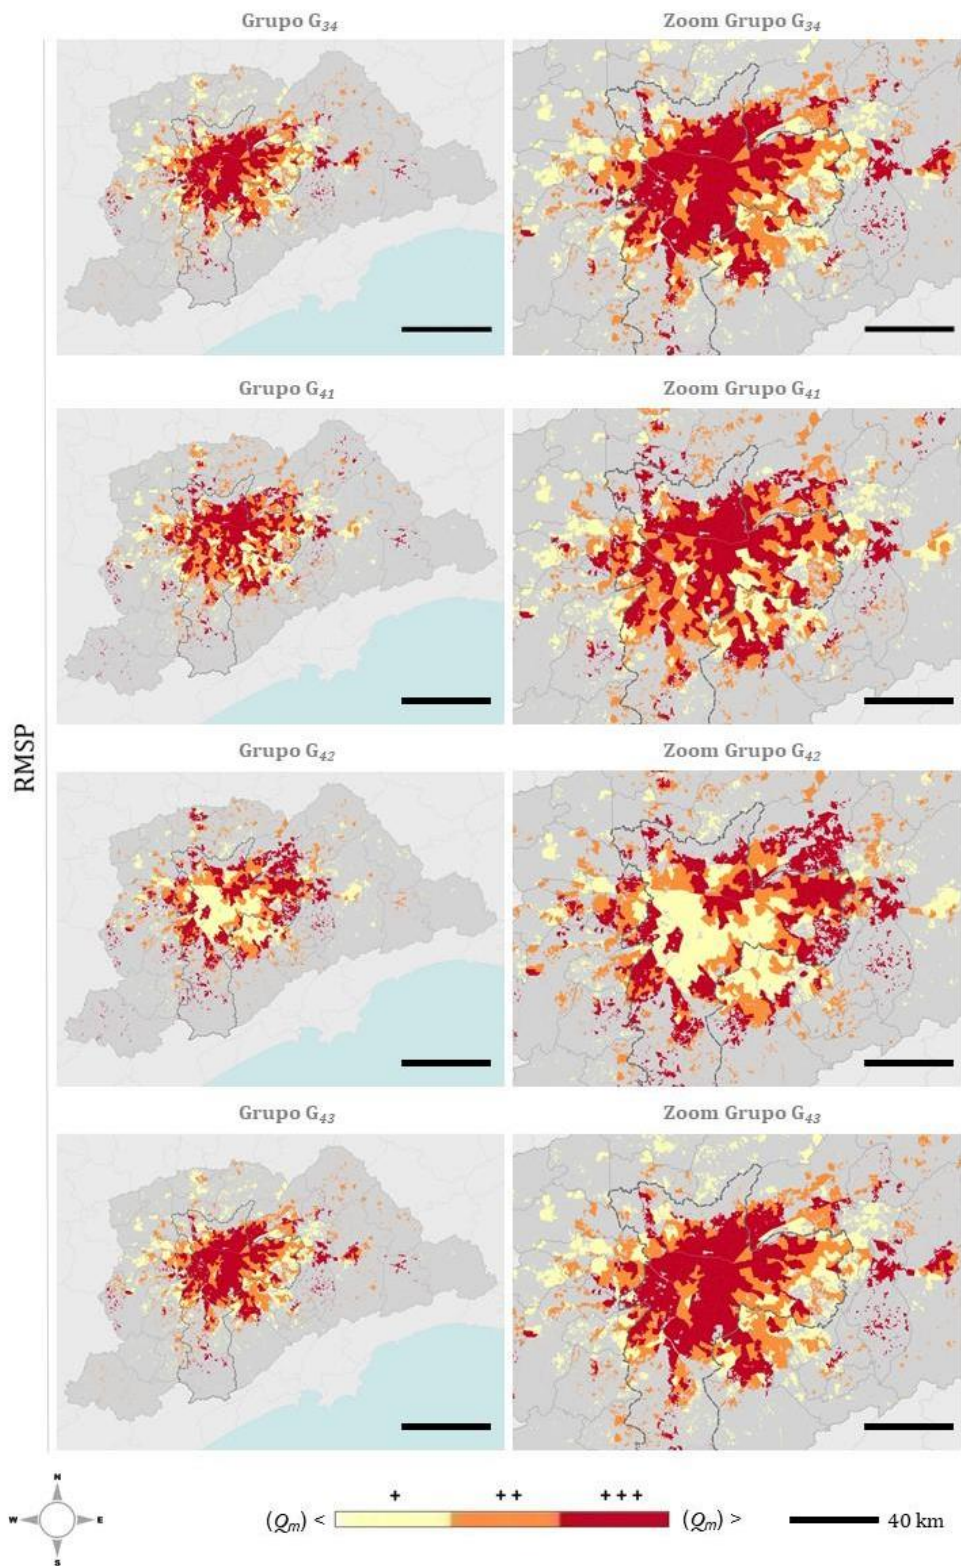 Grupo G34
Zoom Grupo G34
Grupo G41
Zoom Grupo G41
RMSP
Grupo G42
Zoom Grupo G42
Grupo G43
Zoom Grupo G43
N
W E
S
+ ++ +++
(Qm) < (Qm) > 40 km